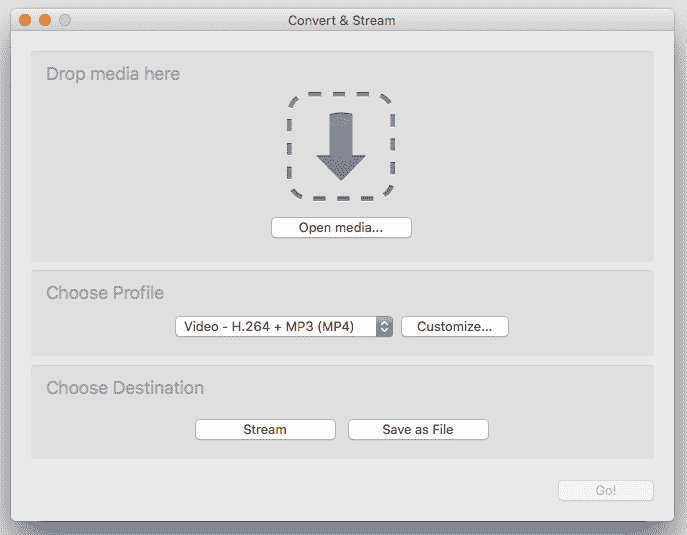 Convert & Stream
Drop media here
Open media...
Choose Profile
Video - H.264 + MP3 (MP4)
Customize...
Choose Destination
Stream
Save as File
Go!